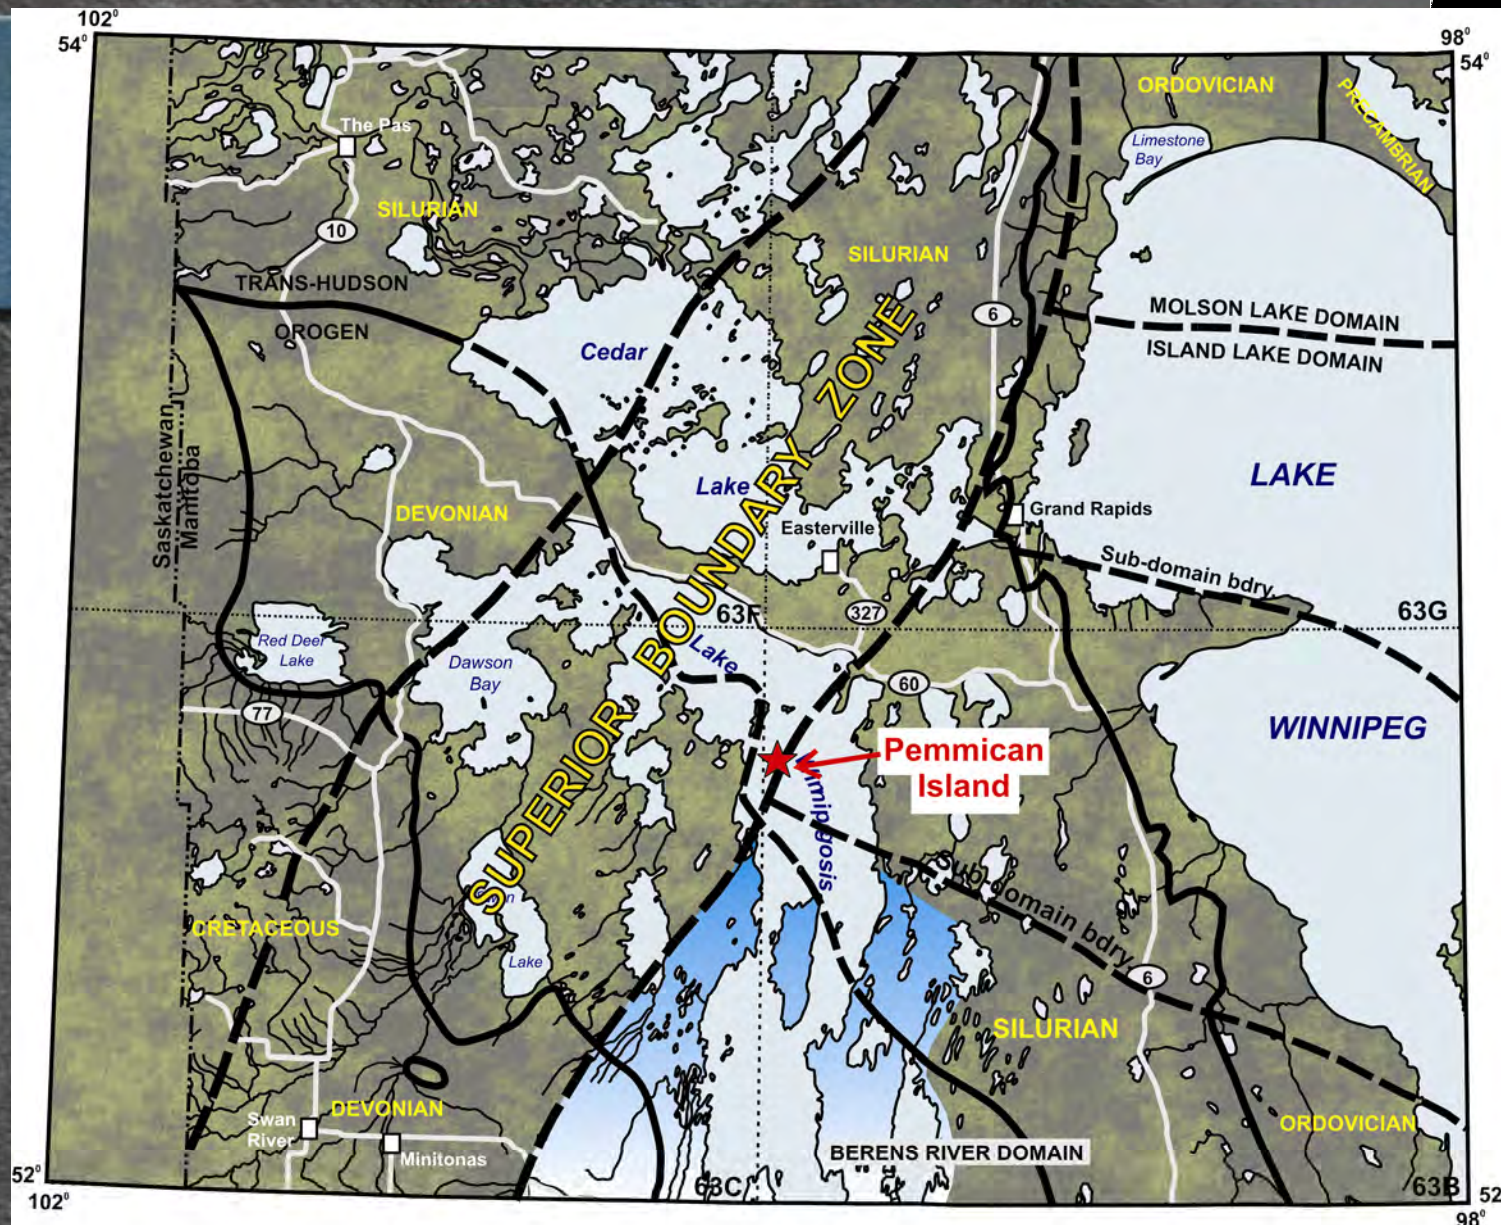 102°
98°
54°
54°
ORDOVICIAN
PRECAMBRIAN
The Pas
Limestone
Bay
SILURIAN
10
SILURIAN
TRANS-HUDSON
OROGEN
6
MOLSON LAKE DOMAIN
ISLAND LAKE DOMAIN
Cedar
Lake
Saskatchewan
Manitoba
SUPERIOR BOUNDARY ZONE
LAKE
DEVONIAN
Easterville
Grand Rapids
Sub-domain bdry
63F
327
63G
Red Deer
Lake
Dawson
Bay
Lake
60
77
WINNIPEG
Pemmican
Island
Sub-domain bdry
CRETACEOUS
Lake
6
SILURIAN
Swan
River
DEVONIAN
Minitonas
ORDOVICIAN
BERENS RIVER DOMAIN
52°
63C
63B
52
102°
98°